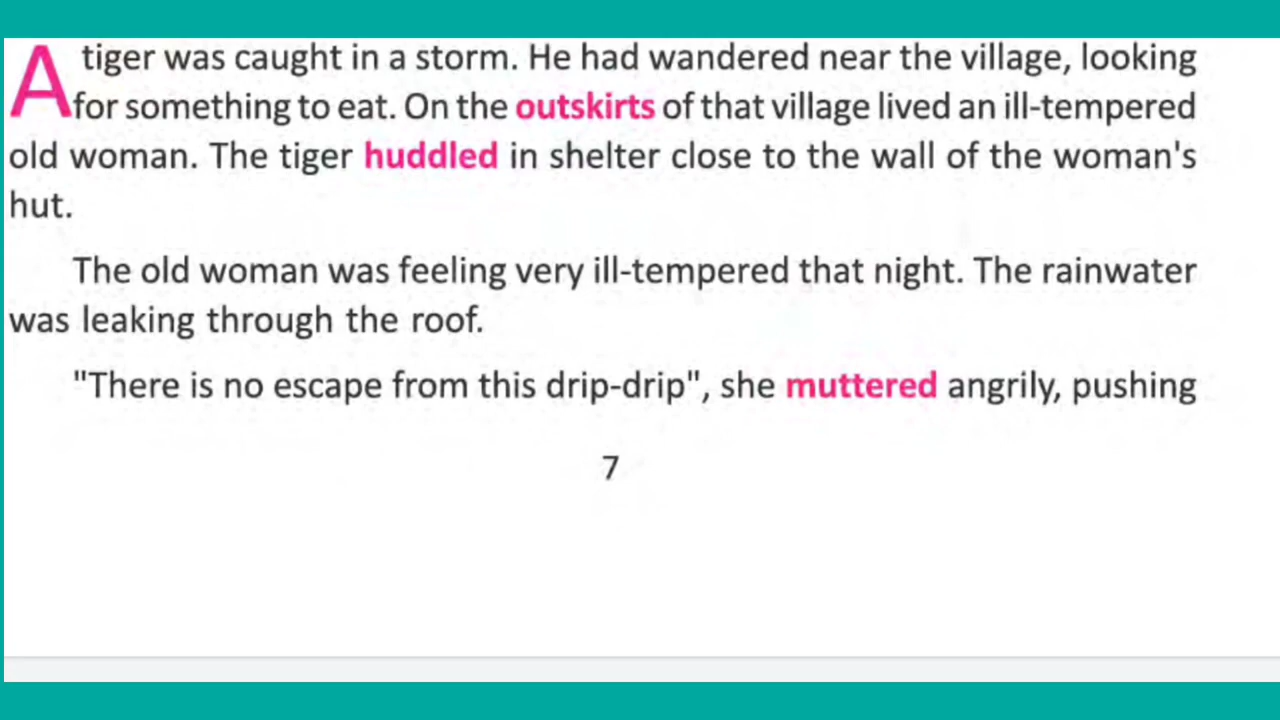 A tiger was caught in a storm. He had wandered near the village, looking
for something to eat. On the outskirts of that village lived an ill-tempered
old woman. The tiger huddled in shelter close to the wall of the woman's
hut.
The old woman was feeling very ill-tempered that night. The rainwater
was leaking through the roof.
"There is no escape from this drip-drip", she muttered angrily, pushing
7